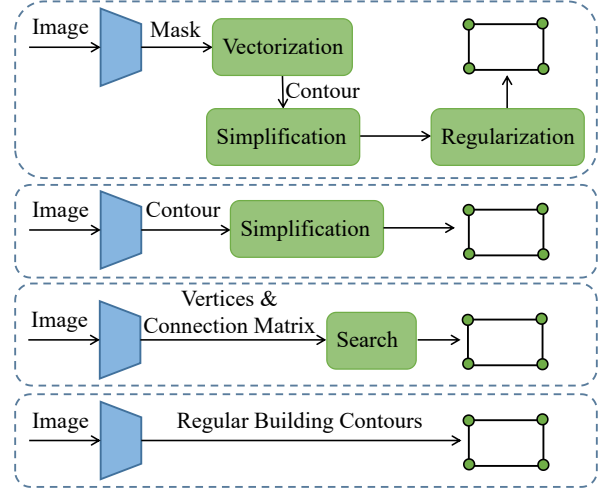 Image
Mask
Vectorization
Contour
Simplification
Regularization
Image
Contour
Simplification
Image
Vertices &
Connection Matrix
Search
Image
Regular Building Contours